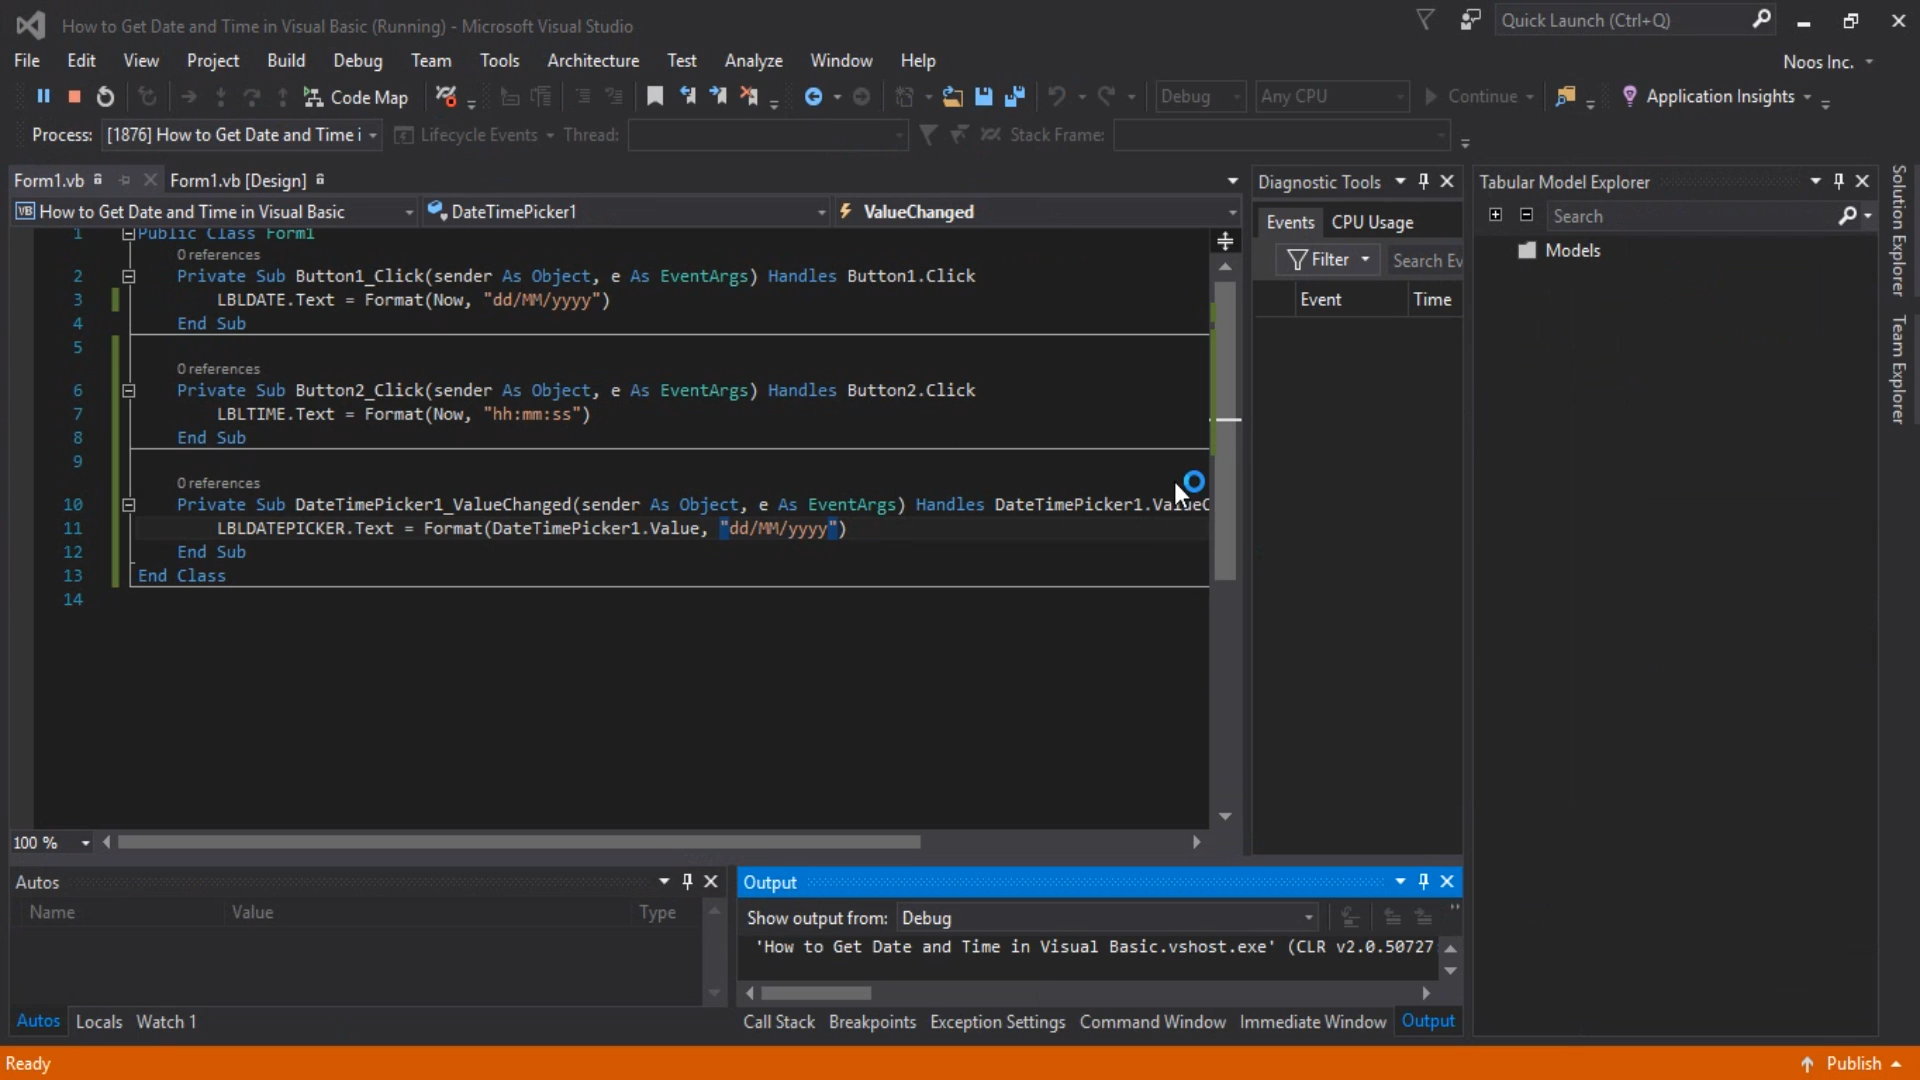 How to Get Date and Time in Visual Basic (Running) - Microsoft Visual Studio
Quick Launch (Ctrl+Q)
File Edit View Project Build Debug Team Tools Architecture Test Analyze Window Help
Noos Inc.
Code Map
Debug
Any CPU
Continue
Application Insights
Process: [1876] How to Get Date and Time i
Lifecycle Events
Thread:
Stack Frame:
Form1.vb
Form1.vb [Design]
VB How to Get Date and Time in Visual Basic
DateTimePicker1
ValueChanged
1 Public Class Form1
0 references
2 Private Sub Button1_Click(sender As Object, e As EventArgs) Handles Button1.Click
3 LBLDATE.Text = Format(Now, "dd/MM/yyyy")
4 End Sub
5
0 references
6 Private Sub Button2_Click(sender As Object, e As EventArgs) Handles Button2.Click
7 LBLTIME.Text = Format(Now, "hh:mm:ss")
8 End Sub
9
0 references
10 Private Sub DateTimePicker1_ValueChanged(sender As Object, e As EventArgs) Handles DateTimePicker1.ValueC
11 LBLDATEPICKER.Text = Format(DateTimePicker1.Value, "dd/MM/yyyy")
12 End Sub
13 End Class
14
100 %
Diagnostic Tools
Events CPU Usage
Filter
Search Ev
Event Time
Tabular Model Explorer
Search
Models
Solution Explorer
Team Explorer
Autos
Name Value Type
Autos Locals Watch 1
Output
Show output from: Debug
'How to Get Date and Time in Visual Basic.vshost.exe' (CLR v2.0.50727:
Call Stack Breakpoints Exception Settings Command Window Immediate Window Output
Ready
Publish